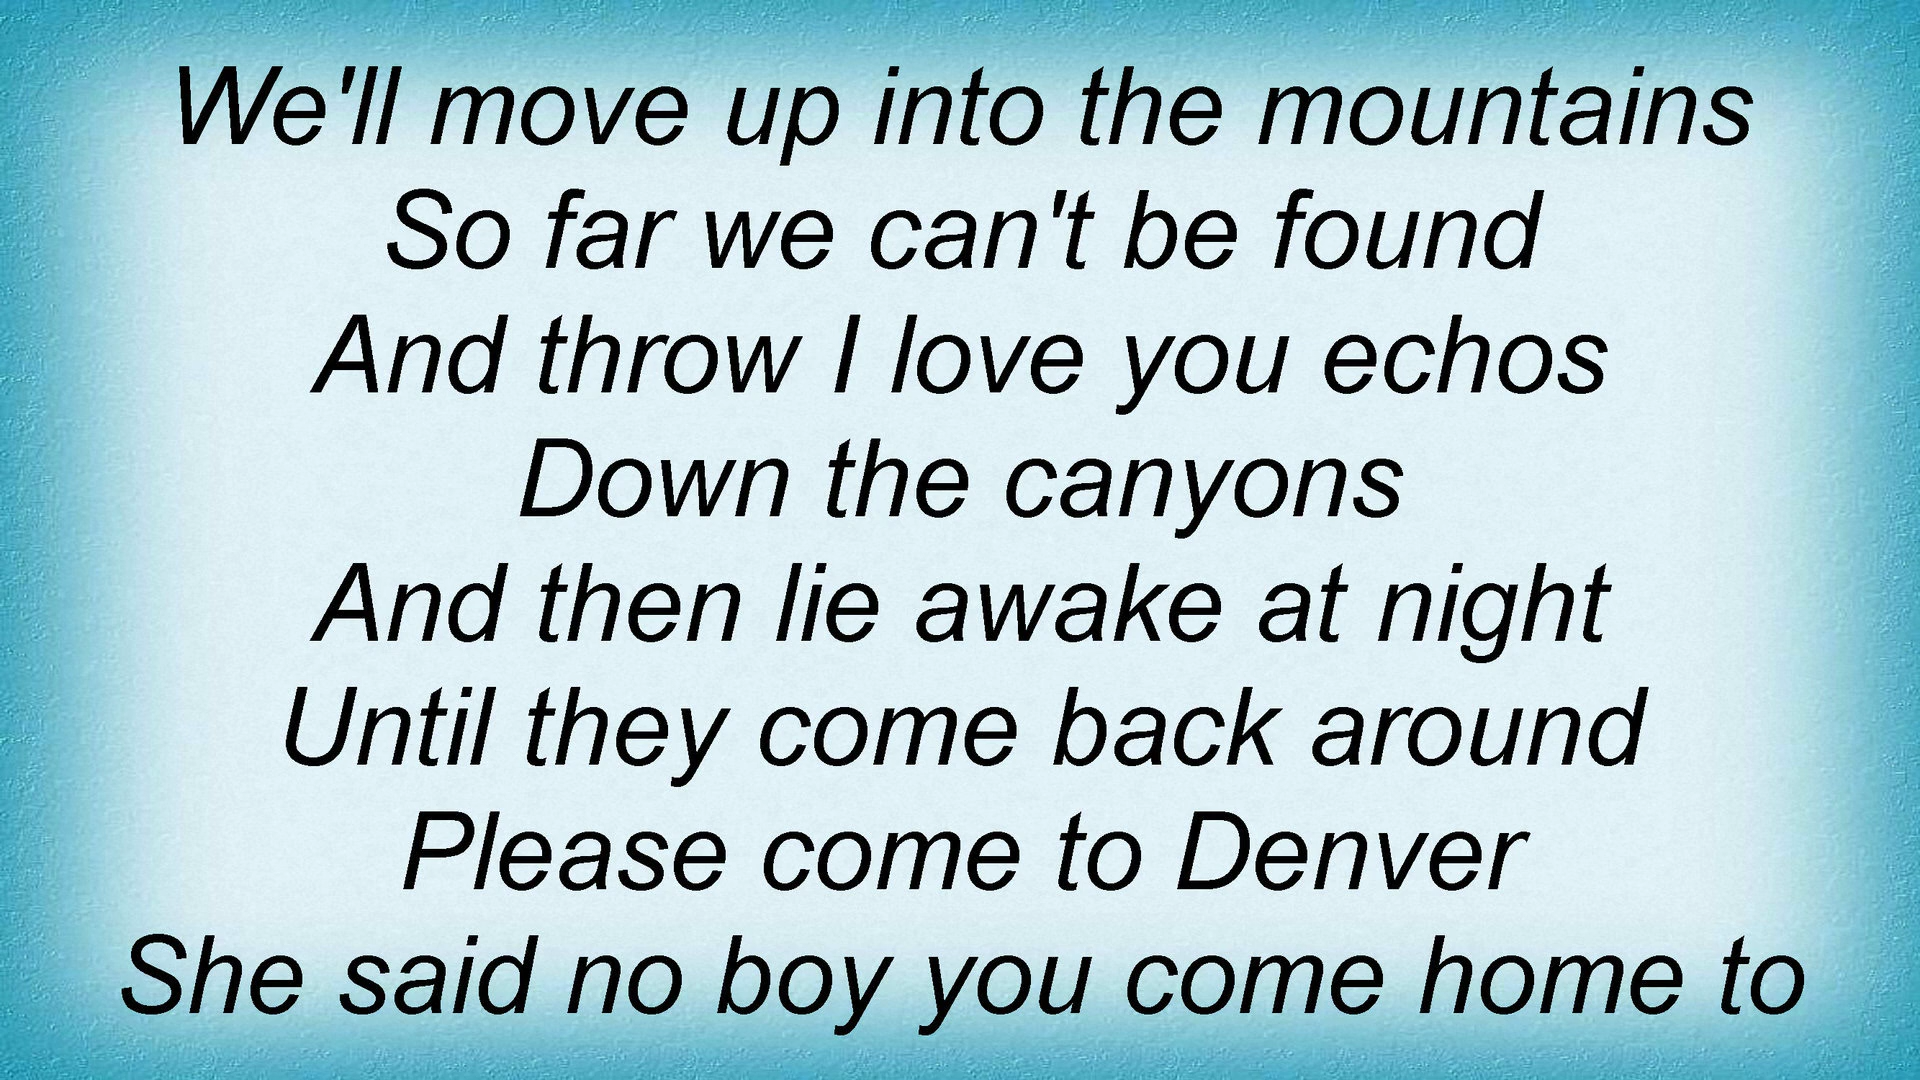 We'll move up into the mountains
So far we can't be found
And throw I love you echos
Down the canyons
And then lie awake at night
Until they come back around
Please come to Denver
She said no boy you come home to